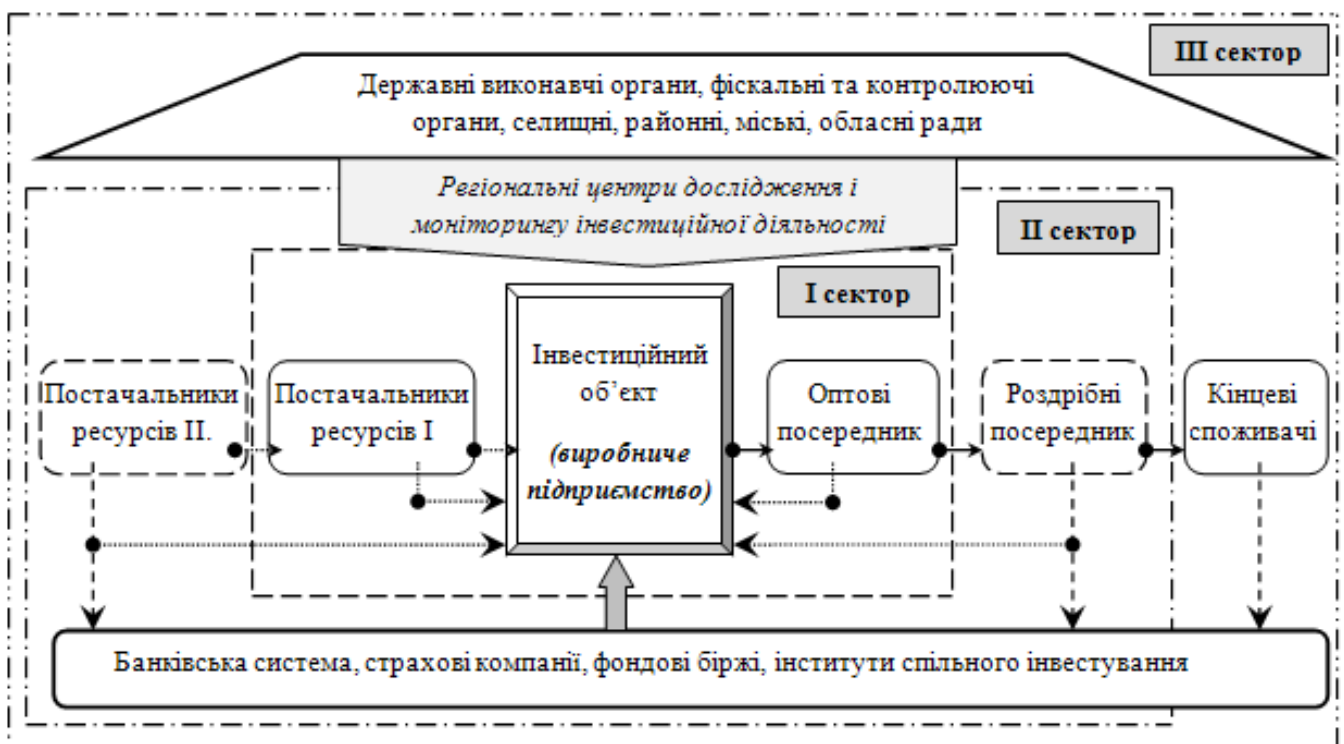 III сектор
Державні виконавчі органи, фіскальні та контролюючі
органи, селищні, районні, міські, обласні ради
Регіональні центри дослідження і
моніторингу інвестиційної діяльності
II сектор
I сектор
Постачальники
ресурсів II.
Постачальники
ресурсів I
Інвестиційний
об’єкт
(виробниче
підприємство)
Оптові
посередник
Роздрібні
посередник
Кінцеві
споживачі
Банківська система, страхові компанії, фондові біржі, інститути спільного інвестування